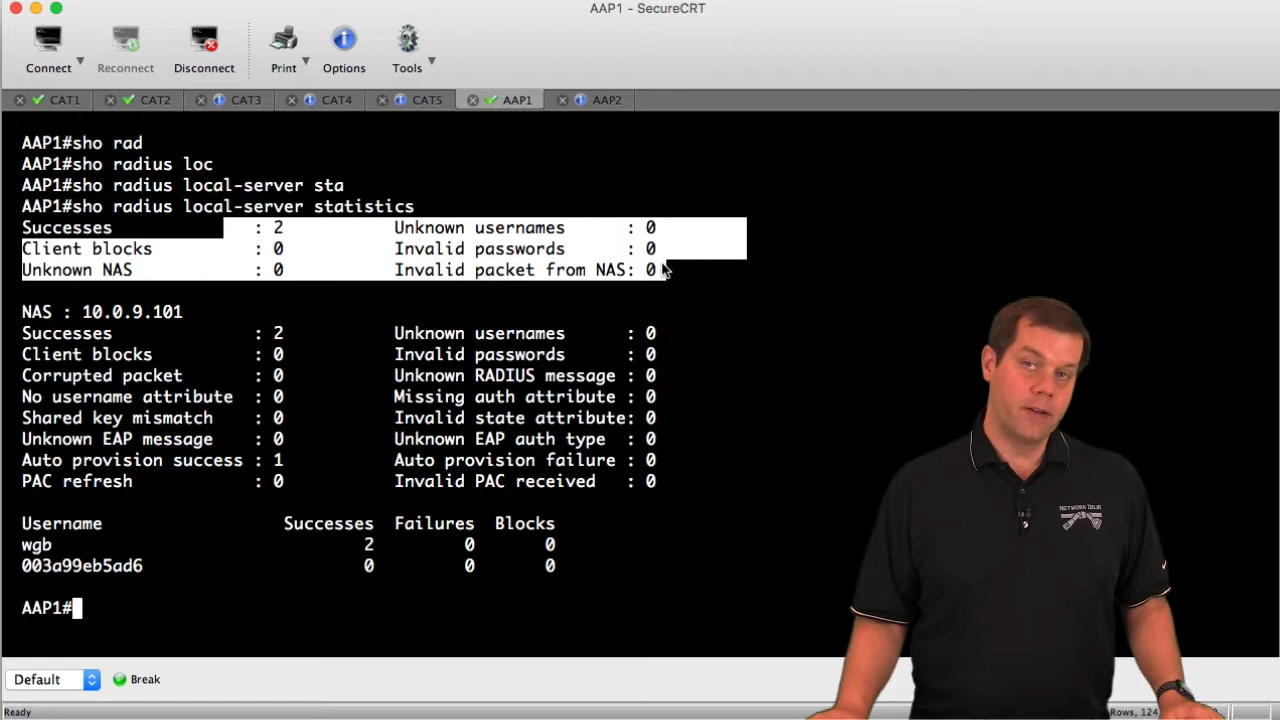 AAP1 - SecureCRT
Connect Reconnect Disconnect Print Options Tools
CAT1 CAT2 CAT3 CAT4 CAT5 AAP1 AAP2
AAP1#sho rad
AAP1#sho radius loc
AAP1#sho radius local-server sta
AAP1#sho radius local-server statistics
Successes : 2 Unknown usernames : 0
Client blocks : 0 Invalid passwords : 0
Unknown NAS : 0 Invalid packet from NAS: 0
NAS : 10.0.9.101
Successes : 2 Unknown usernames : 0
Client blocks : 0 Invalid passwords : 0
Corrupted packet : 0 Unknown RADIUS message : 0
No username attribute : 0 Missing auth attribute : 0
Shared key mismatch : 0 Invalid state attribute: 0
Unknown EAP message : 0 Unknown EAP auth type : 0
Auto provision success : 1 Auto provision failure : 0
PAC refresh : 0 Invalid PAC received : 0
Username Successes Failures Blocks
wgb 2 0 0
003a99eb5ad6 0 0 0
AAP1#
NETWORK DOJO
Default Break
Ready Rows, 124